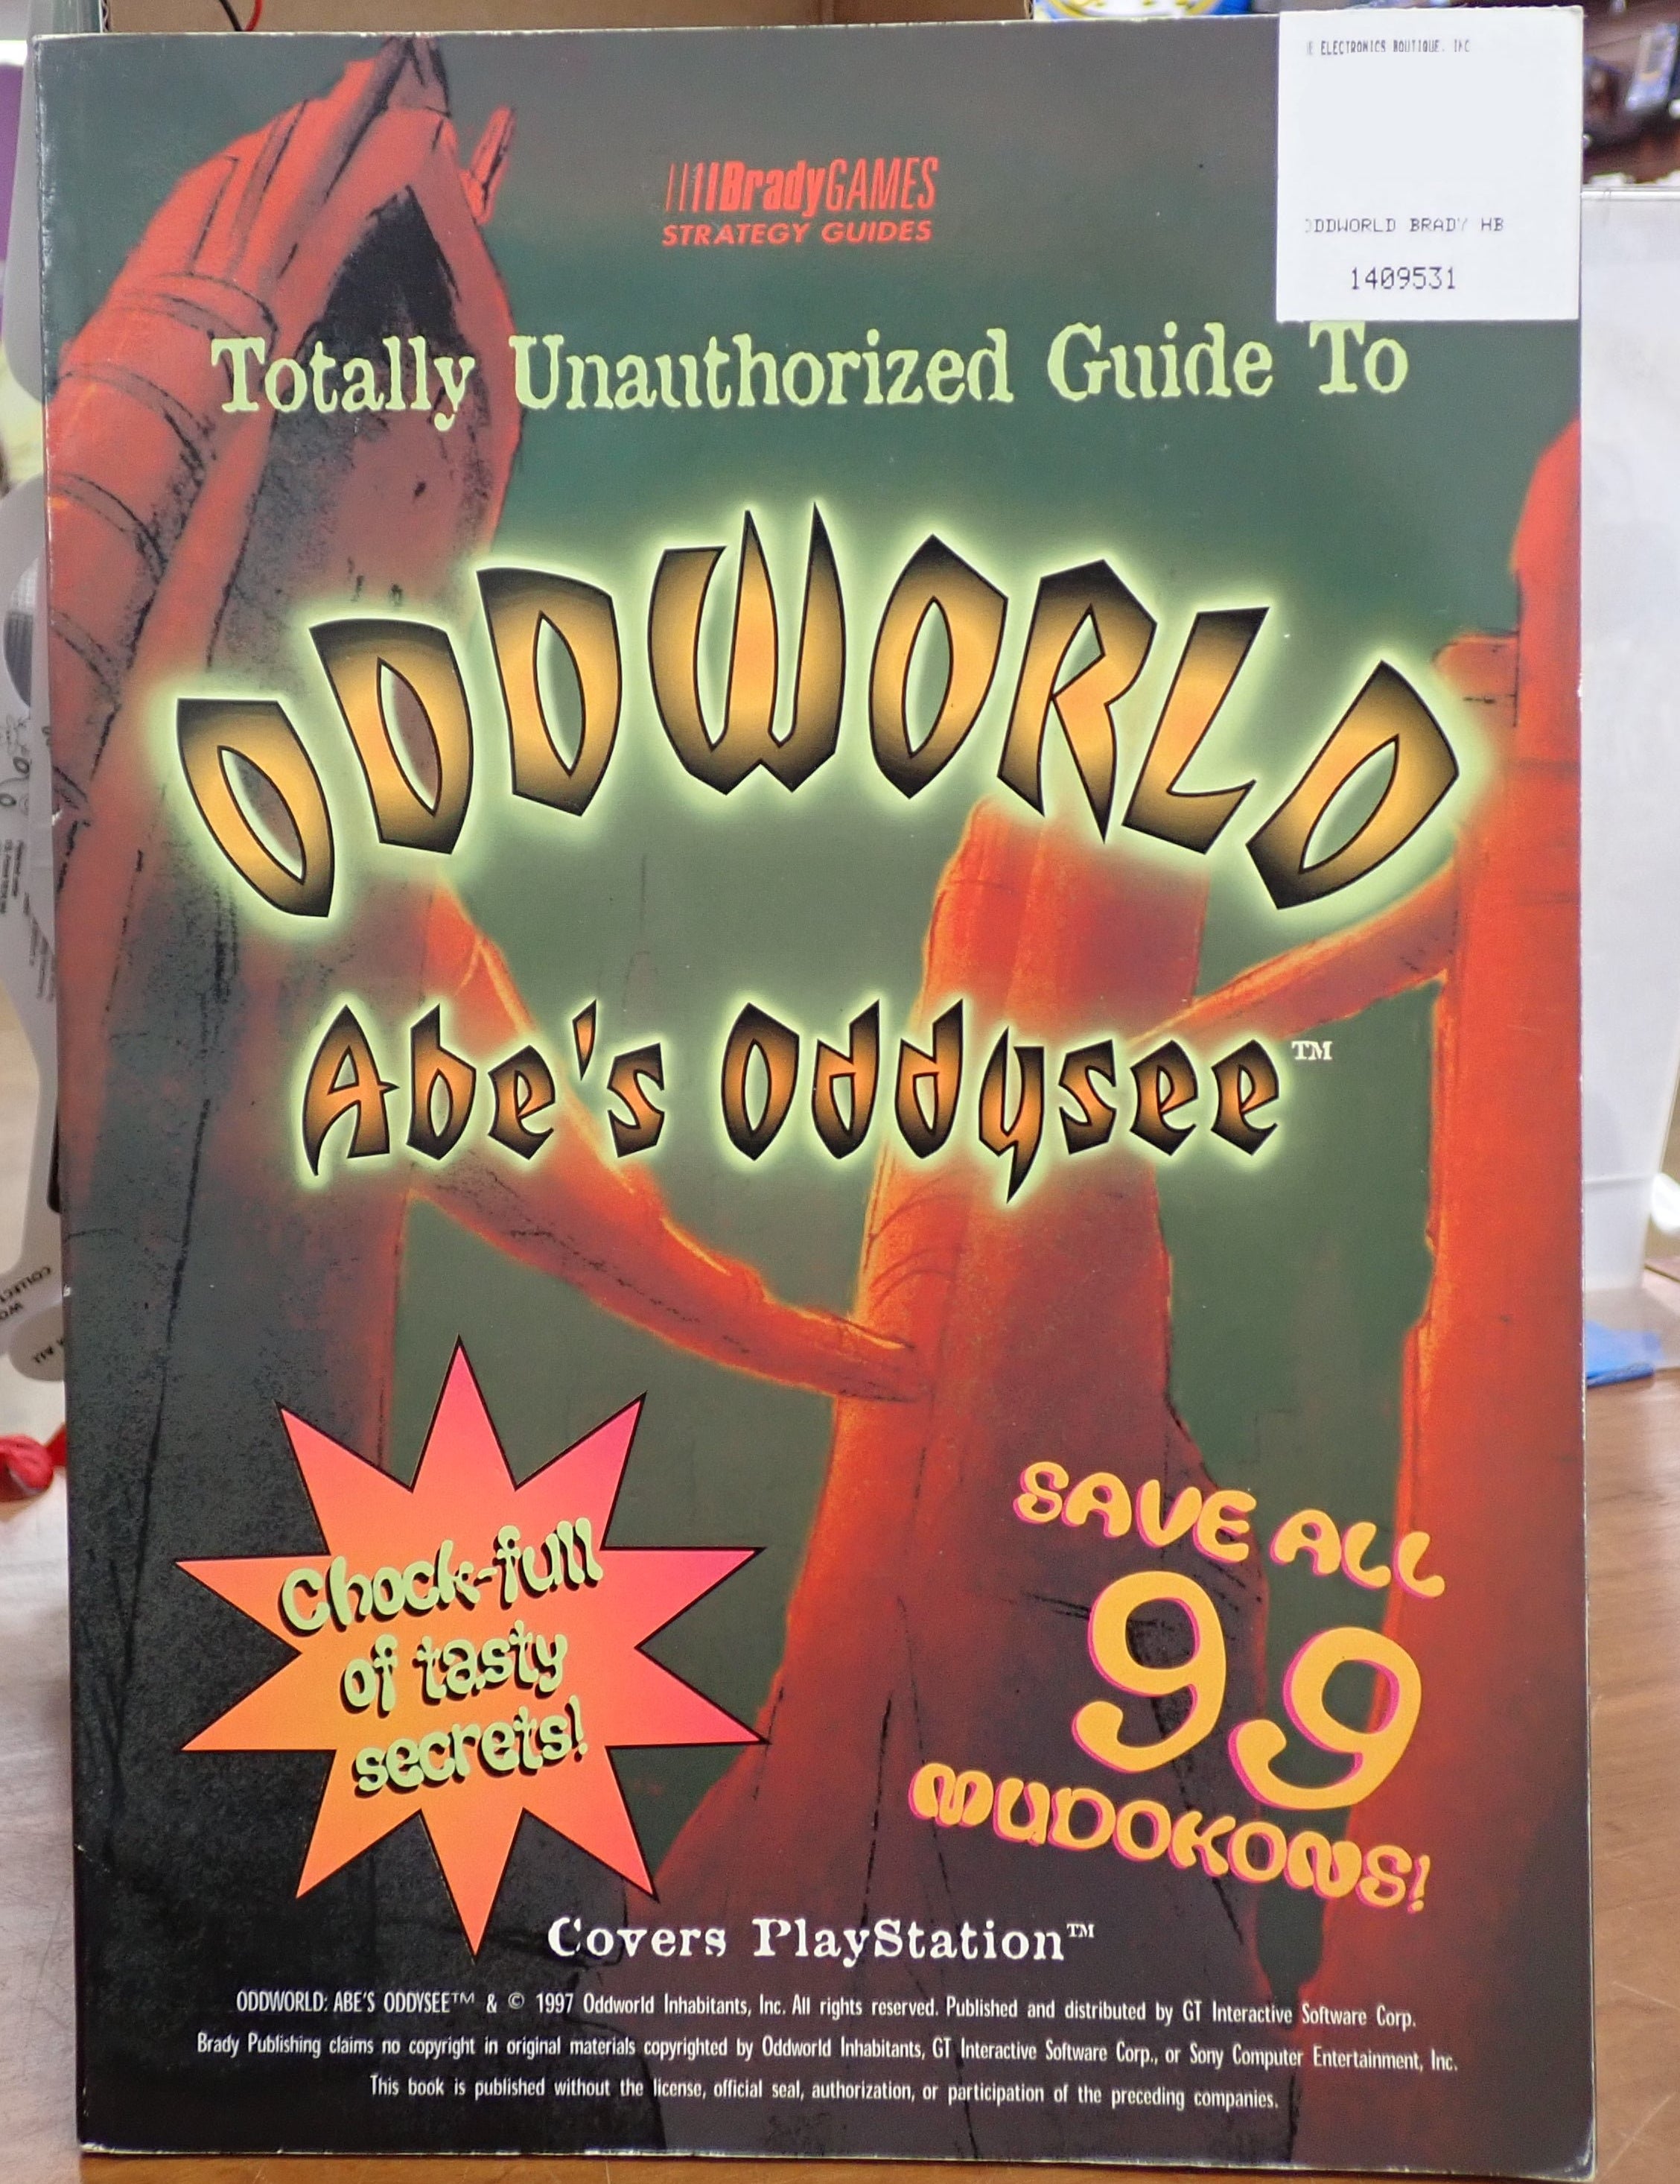 ELECTRONICS BOUTIQUE, INC
ODDWORLD BRADY HB
1409531
BradyGAMES
STRATEGY GUIDES
Totally Unauthorized Guide To
ODDWORLD
Abe's Oddysee™
Chock-full
of tasty
secrets!
SAVE ALL
99
MUDOKONS!
Covers PlayStation™
ODDWORLD: ABE'S ODDYSEE™ & © 1997 Oddworld Inhabitants, Inc. All rights reserved. Published and distributed by GT Interactive Software Corp.
Brady Publishing claims no copyright in original materials copyrighted by Oddworld Inhabitants, GT Interactive Software Corp., or Sony Computer Entertainment, Inc.
This book is published without the license, official seal, authorization, or participation of the preceding companies.